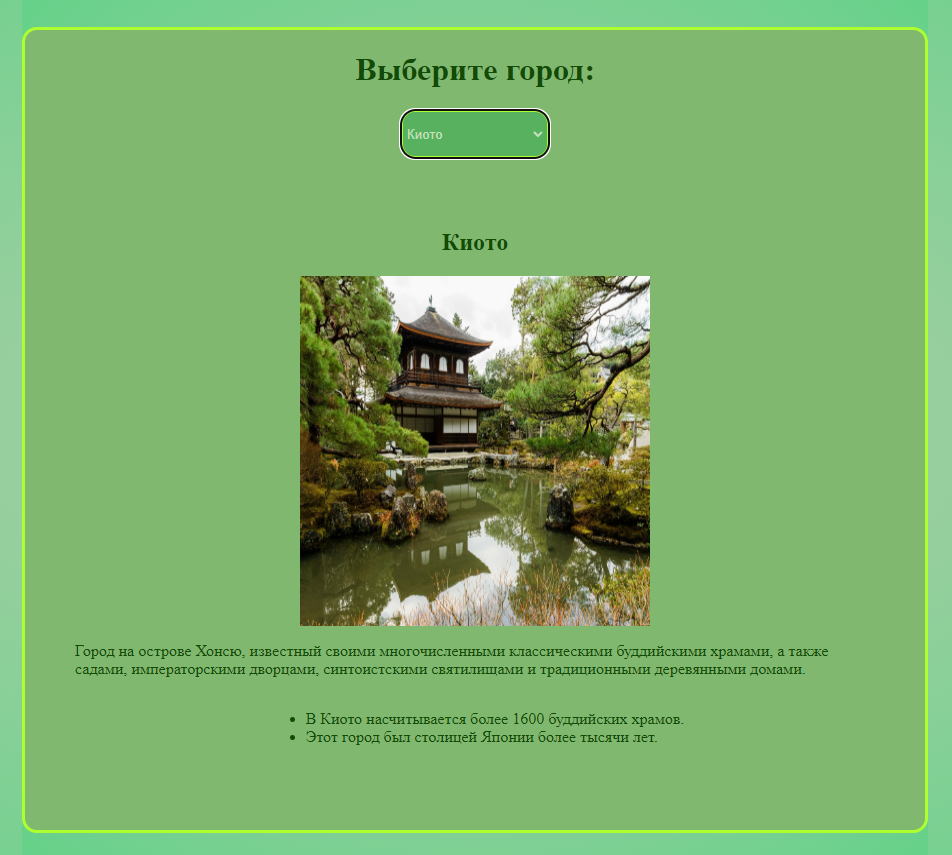 Выберите город:
Киото
Киото
Город на острове Хонсю, известный своими многочисленными классическими буддийскими храмами, а также
садами, императорскими дворцами, синтоистскими святилищами и традиционными деревянными домами.
В Киото насчитывается более 1600 буддийских храмов.
Этот город был столицей Японии более тысячи лет.